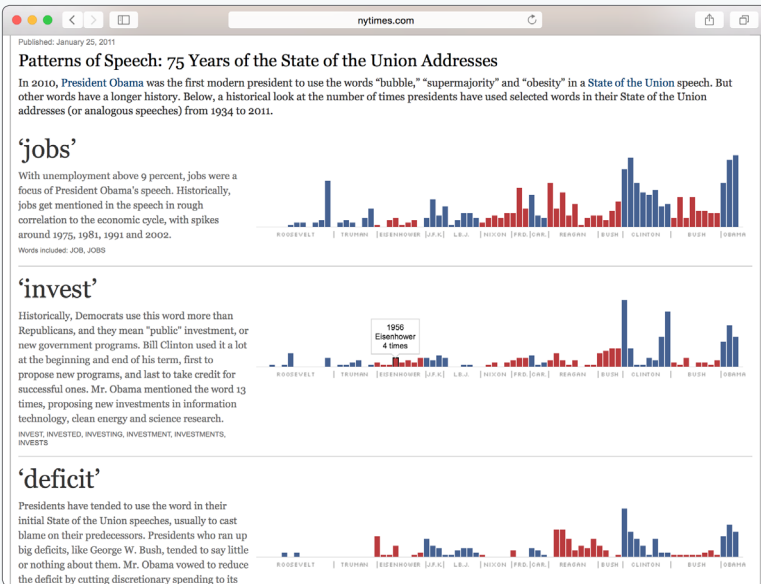 nytimes.com
Published: January 25, 2011
Patterns of Speech: 75 Years of the State of the Union Addresses
In 2010, President Obama was the first modern president to use the words “bubble,” “supermajority” and “obesity” in a State of the Union speech. But
other words have a longer history. Below, a historical look at the number of times presidents have used selected words in their State of the Union
addresses (or analogous speeches) from 1934 to 2011.
‘jobs’
With unemployment above 9 percent, jobs were a
focus of President Obama’s speech. Historically,
jobs get mentioned in the speech in rough
correlation to the economic cycle, with spikes
around 1975, 1981, 1991 and 2002.
Words included: JOB, JOBS
ROOSEVELT | TRUMAN |EISENHOWER |J.F.K.| L.B.J. |NIXON |FRD.|CAR.| REAGAN |BUSH | CLINTON | BUSH |OBAMA
‘invest’
Historically, Democrats use this word more than
Republicans, and they mean "public" investment, or
new government programs. Bill Clinton used it a lot
at the beginning and end of his term, first to
propose new programs, and last to take credit for
successful ones. Mr. Obama mentioned the word 13
times, proposing new investments in information
technology, clean energy and science research.
INVEST, INVESTED, INVESTING, INVESTMENT, INVESTMENTS,
INVESTS
1956
Eisenhower
4 times
ROOSEVELT | TRUMAN |EISENHOWER |J.F.K.| L.B.J. |NIXON |FRD.|CAR.| REAGAN |BUSH | CLINTON | BUSH |OBAMA
‘deficit’
Presidents have tended to use the word in their
initial State of the Union speeches, usually to cast
blame on their predecessors. Presidents who ran up
big deficits, like George W. Bush, tended to say little
or nothing about them. Mr. Obama vowed to reduce
the deficit by cutting discretionary spending to its
ROOSEVELT | TRUMAN |EISENHOWER |J.F.K.| L.B.J. |NIXON |FRD.|CAR.| REAGAN |BUSH | CLINTON | BUSH |OBAMA